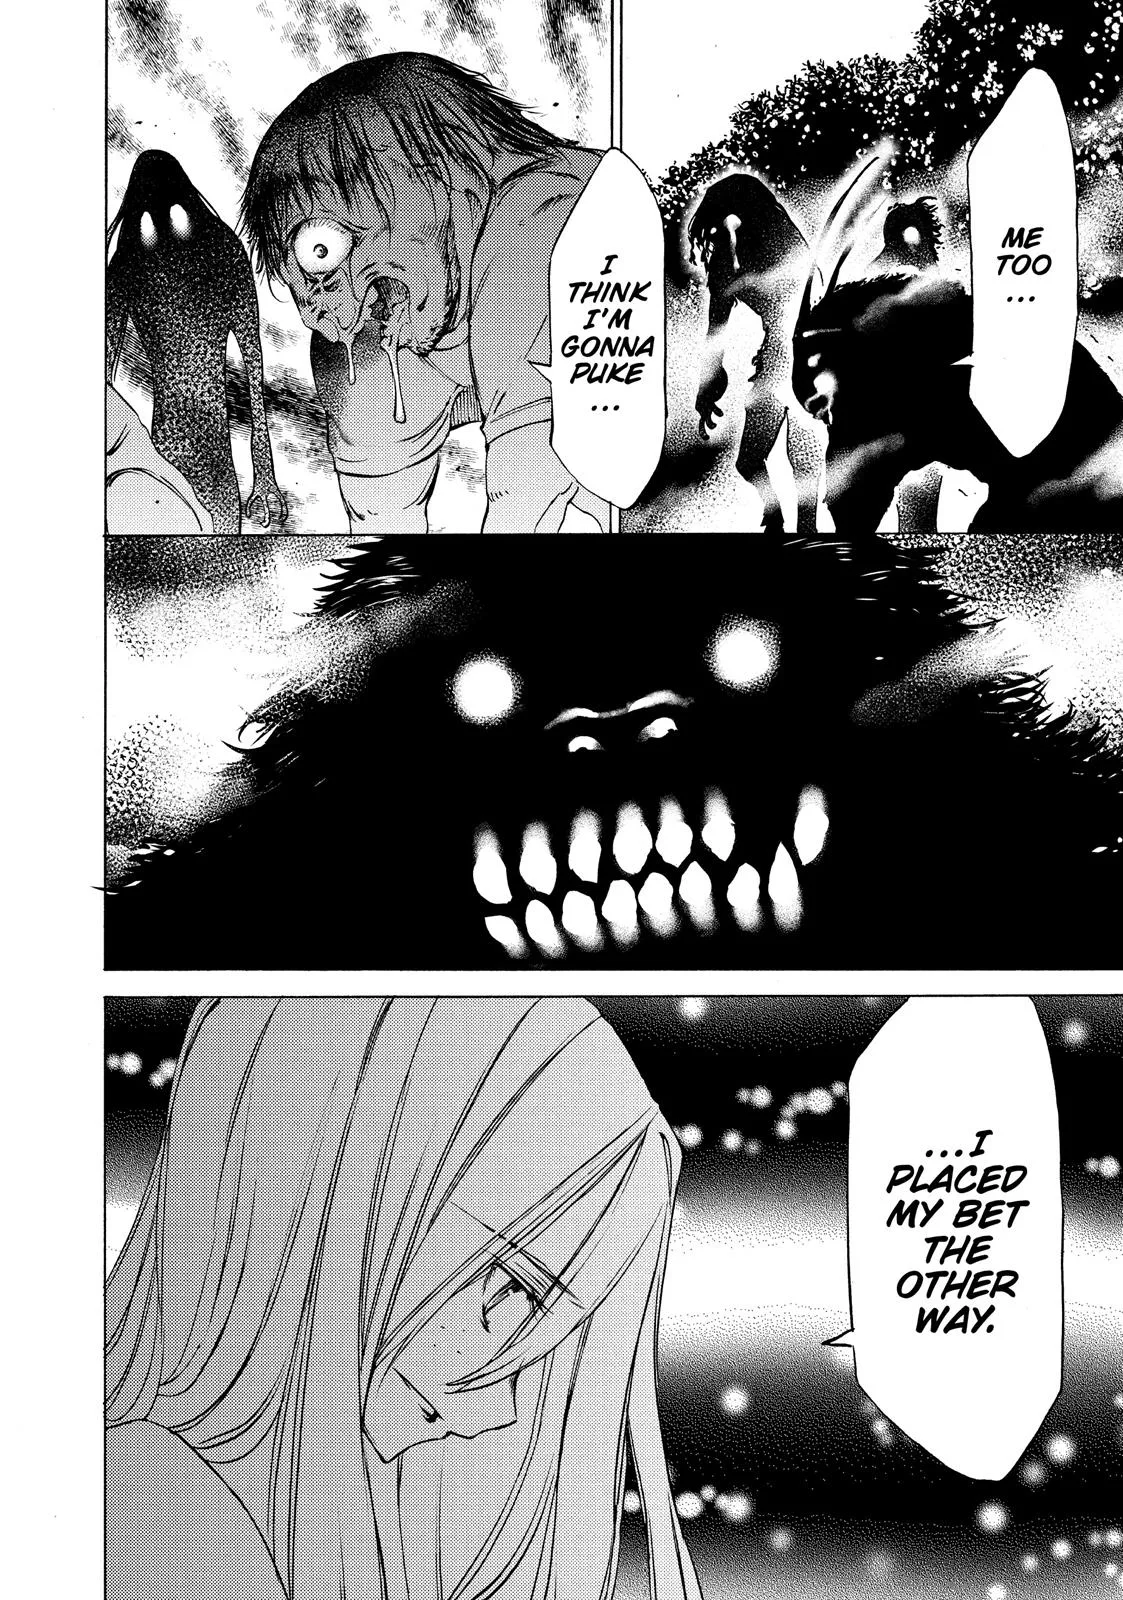 ME
TOO
...
I
THINK
I'M
GONNA
PUKE
...
...I
PLACED
MY BET
THE
OTHER
WAY.